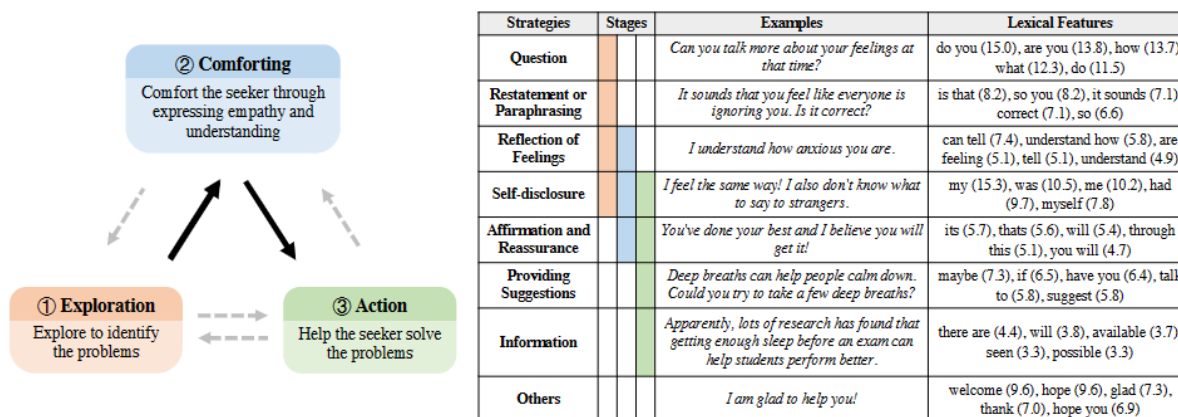 ② Comforting
Comfort the seeker through
expressing empathy and
understanding
① Exploration
Explore to identify
the problems
③ Action
Help the seeker solve
the problems
Strategies Stages Examples Lexical Features
Question
Can you talk more about your feelings at
that time?
do you (15.0), are you (13.8), how (13.7)
what (12.3), do (11.5)
Restatement or
Paraphrasing
It sounds that you feel like everyone is
ignoring you. Is it correct?
is that (8.2), so you (8.2), it sounds (7.1)
correct (7.1), so (6.6)
Reflection of
Feelings
I understand how anxious you are.
can tell (7.4), understand how (5.8), are
feeling (5.1), tell (5.1), understand (4.9)
Self-disclosure
I feel the same way! I also don't know what
to say to strangers.
my (15.3), was (10.5), me (10.2), had
(9.7), myself (7.8)
Affirmation and
Reassurance
You've done your best and I believe you will
get it!
its (5.7), thats (5.6), will (5.4), through
this (5.1), you will (4.7)
Providing
Suggestions
Deep breaths can help people calm down.
Could you try to take a few deep breaths?
maybe (7.3), if (6.5), have you (6.4), talk
to (5.8), suggest (5.8)
Information
Apparently, lots of research has found that
getting enough sleep before an exam can
help students perform better.
there are (4.4), will (3.8), available (3.7)
seen (3.3), possible (3.3)
Others
I am glad to help you!
welcome (9.6), hope (9.6), glad (7.3),
thank (7.0), hope you (6.9)